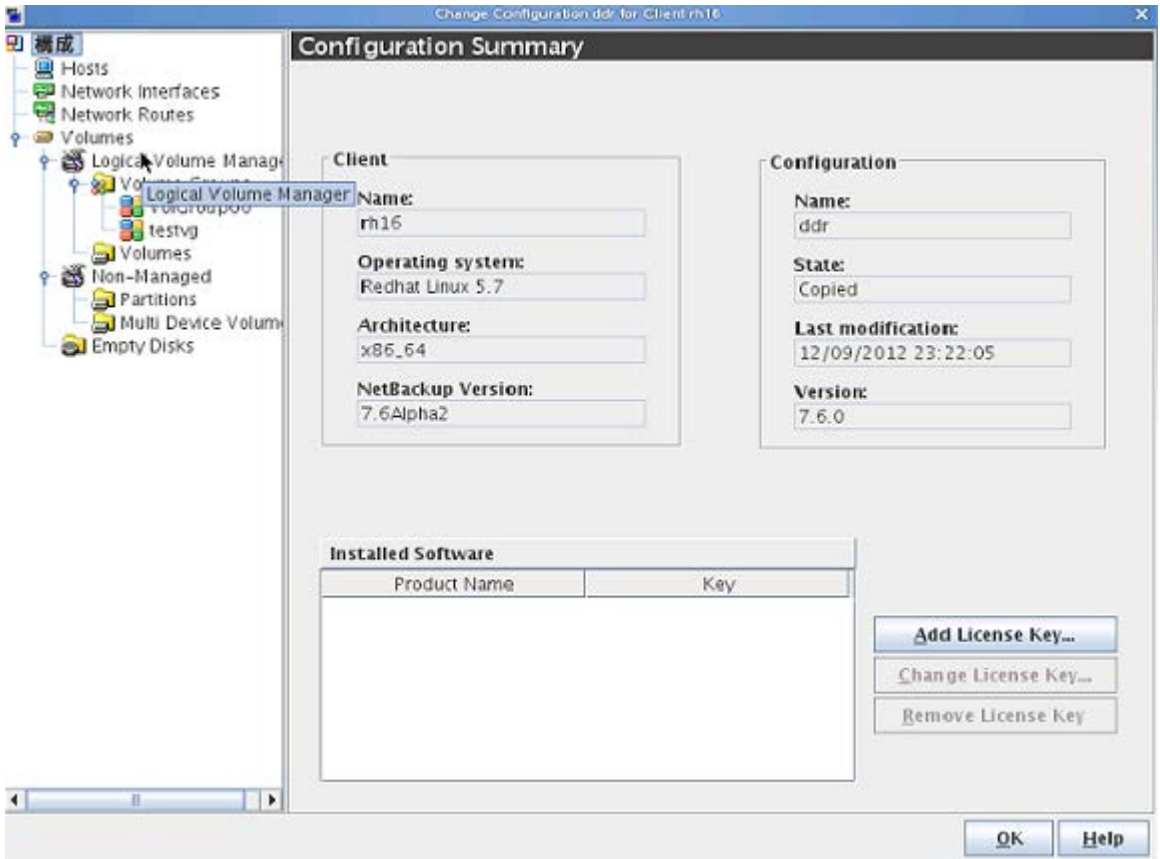 Change Configuration ddr for Client rh16
構成
Hosts
Network Interfaces
Network Routes
Volumes
Logical Volume Manage
Logical Volume Manager
VolGroup00
testvg
Volumes
Non-Managed
Partitions
Multi Device Volum
Empty Disks
Configuration Summary
Client
Name:
rh16
Operating system:
Redhat Linux 5.7
Architecture:
x86_64
NetBackup Version:
7.6Alpha2
Configuration
Name:
ddr
State:
Copied
Last modification:
12/09/2012 23:22:05
Version:
7.6.0
Installed Software
Product Name Key
Add License Key...
Change License Key...
Remove License Key
OK Help